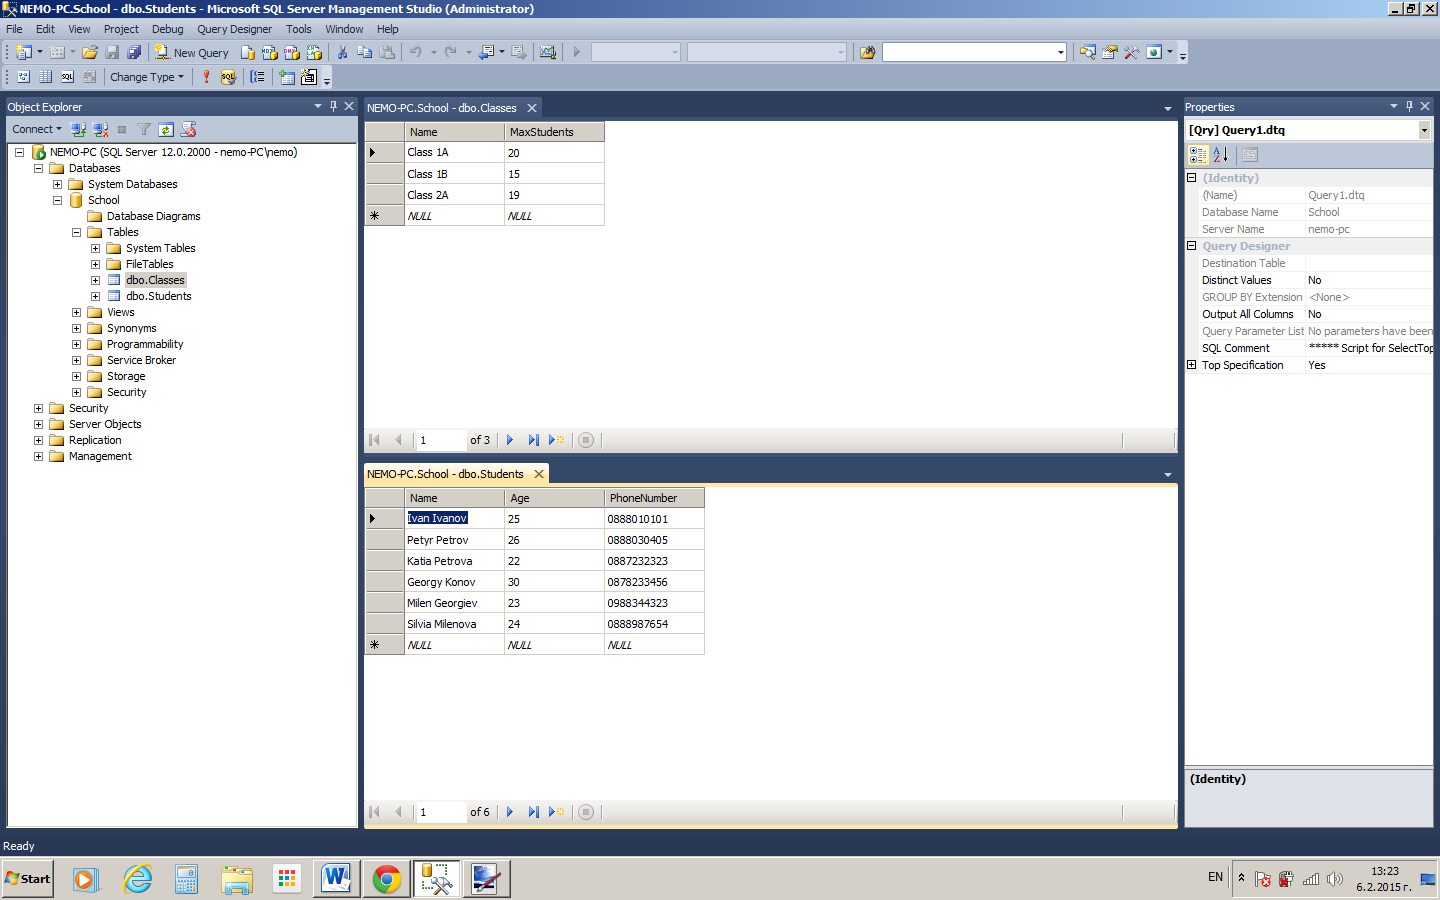 NEMO-PC.School - dbo.Students - Microsoft SQL Server Management Studio (Administrator)
File Edit View Project Debug Query Designer Tools Window Help
New Query
Change Type
Object Explorer
Connect
NEMO-PC (SQL Server 12.0.2000 - nemo-PC\nemo)
Databases
System Databases
School
Database Diagrams
Tables
System Tables
FileTables
dbo.Classes
dbo.Students
Views
Synonyms
Programmability
Service Broker
Storage
Security
Security
Server Objects
Replication
Management
NEMO-PC.School - dbo.Classes
Name MaxStudents
Class 1A 20
Class 1B 15
Class 2A 19
NULL NULL
1 of 3
NEMO-PC.School - dbo.Students
Name Age PhoneNumber
Ivan Ivanov 25 0888010101
Petyr Petrov 26 0888030405
Katia Petrova 22 0887232323
Georgy Konov 30 0878233456
Milen Georgiev 23 0988344323
Silvia Milenova 24 0888987654
NULL NULL NULL
1 of 6
Properties
[Qry] Query1.dtq
(Identity)
(Name) Query1.dtq
Database Name School
Server Name nemo-pc
Query Designer
Destination Table
Distinct Values No
GROUP BY Extension <None>
Output All Columns No
Query Parameter List No parameters have been
SQL Comment ***** Script for SelectTop
Top Specification Yes
(Identity)
Ready
Start
EN
13:23
6.2.2015 г.